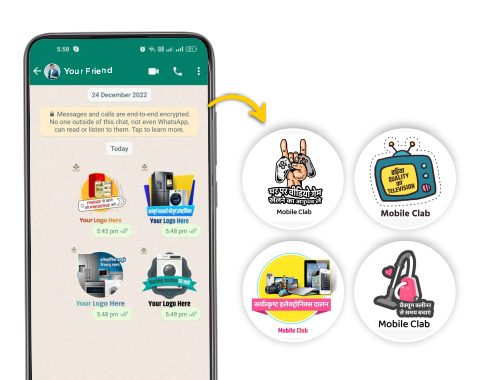 5:58
Your Friend
24 December 2022
Messages and calls are end-to-end encrypted.
No one outside of this chat, not even WhatsApp,
can read or listen to them. Tap to learn more.
Today
Your Logo Here
5:45 pm
Your Logo Here
5:48 pm
Your Logo Here
5:48 pm
Your Logo Here
5:49 pm
घर पर वीडियो गेम
खेलने का अनुभव लें
Mobile Clab
बढ़िया
QUALITY
का
TELEVISION
Mobile Clab
सर्वोत्कृष्ट इलेक्ट्रोनिक्स दालन
Mobile Clab
वैक्यूम क्लीनर
से समय बचाएं
Mobile Clab